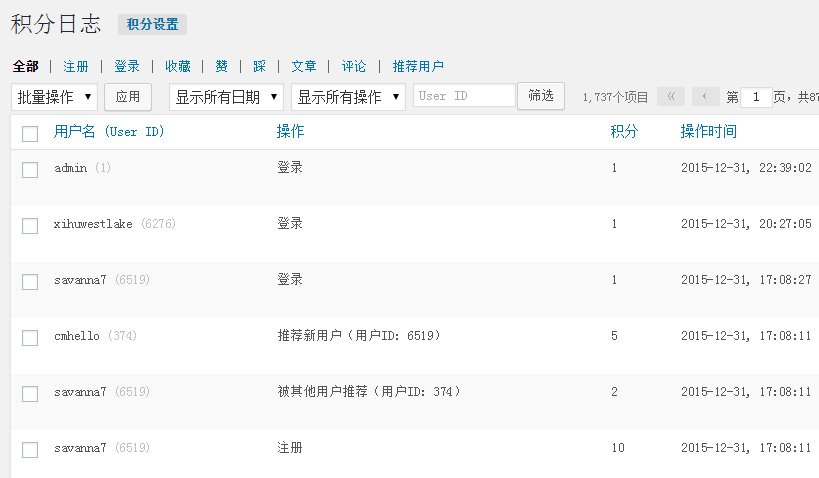 积分日志 积分设置
全部 | 注册 | 登录 | 收藏 | 赞 | 踩 | 文章 | 评论 | 推荐用户
批量操作 应用 显示所有日期 显示所有操作 User ID 筛选 1,737个项目 « ‹ 第 1 页，共87
用户名 (User ID) 操作 积分 操作时间
admin (1) 登录 1 2015-12-31, 22:39:02
xihuwestlake (6276) 登录 1 2015-12-31, 20:27:05
savanna7 (6519) 登录 1 2015-12-31, 17:08:27
cmhello (374) 推荐新用户（用户ID: 6519） 5 2015-12-31, 17:08:11
savanna7 (6519) 被其他用户推荐（用户ID: 374） 2 2015-12-31, 17:08:11
savanna7 (6519) 注册 10 2015-12-31, 17:08:11